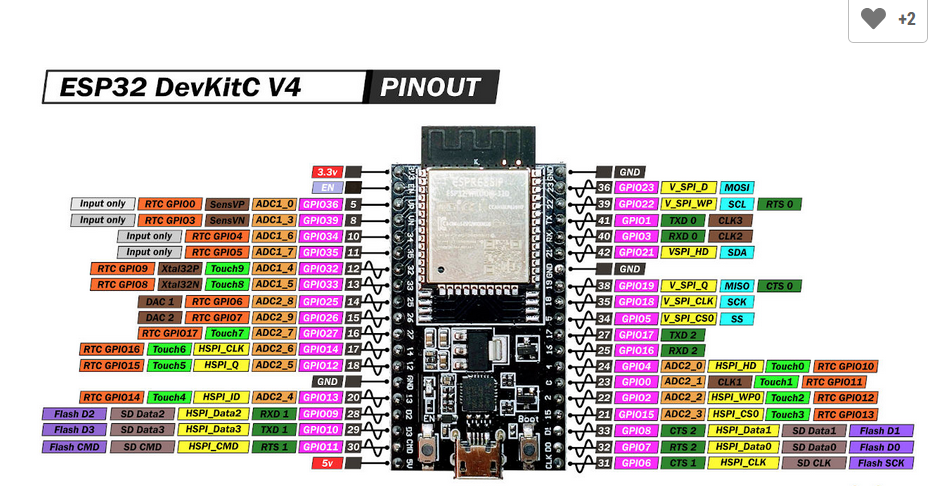 +2
ESP32 DevKitC V4 PINOUT
3.3v
GND
EN
36 GPIO23 V_SPI_D MOSI
Input only RTC GPIO0 SensVP ADC1_0 GPIO36 5
39 GPIO22 V_SPI_WP SCL RTS 0
Input only RTC GPIO3 SensVN ADC1_3 GPIO39 8
41 GPIO1 TXD 0 CLK3
Input only RTC GPIO4 ADC1_6 GPIO34 10
40 GPIO3 RXD 0 CLK2
Input only RTC GPIO5 ADC1_7 GPIO35 11
42 GPIO21 VSPI_HD SDA
RTC GPIO9 Xtal32P Touch9 ADC1_4 GPIO32 12
GND
RTC GPIO8 Xtal32N Touch8 ADC1_5 GPIO33 13
38 GPIO19 V_SPI_Q MISO CTS 0
DAC 1 RTC GPIO6 ADC2_8 GPIO25 14
35 GPIO18 V_SPI_CLK SCK
DAC 2 RTC GPIO7 ADC2_9 GPIO26 15
34 GPIO5 V_SPI_CS0 SS
RTC GPIO17 Touch7 ADC2_7 GPIO27 16
27 GPIO17 TXD 2
RTC GPIO16 Touch6 HSPI_CLK ADC2_6 GPIO14 17
25 GPIO16 RXD 2
RTC GPIO15 Touch5 HSPI_Q ADC2_5 GPIO12 18
24 GPIO4 ADC2_0 HSPI_HD Touch0 RTC GPIO10
GND
23 GPIO0 ADC2_1 CLK1 Touch1 RTC GPIO11
RTC GPIO14 Touch4 HSPI_ID ADC2_4 GPIO13 20
22 GPIO2 ADC2_2 HSPI_WP0 Touch2 RTC GPIO12
Flash D2 SD Data2 HSPI_Data2 RXD 1 GPIO09 28
21 GPIO15 ADC2_3 HSPI_CS0 Touch3 RTC GPIO13
Flash D3 SD Data3 HSPI_Data3 TXD 1 GPIO10 29
33 GPIO8 CTS 2 HSPI_Data1 SD Data1 Flash D1
Flash CMD SD CMD HSPI_CMD RTS 1 GPIO11 30
32 GPIO7 RTS 2 HSPI_Data0 SD Data0 Flash D0
5v
31 GPIO6 CTS 1 HSPI_CLK SD CLK Flash SCK
EN
Boot